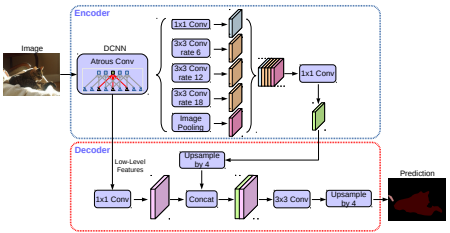 Encoder
Image
DCNN
Atrous Conv
1x1 Conv
3x3 Conv
rate 6
3x3 Conv
rate 12
3x3 Conv
rate 18
Image
Pooling
1x1 Conv
Decoder
Low-Level
Features
Upsample
by 4
Prediction
1x1 Conv
Concat
3x3 Conv
Upsample
by 4